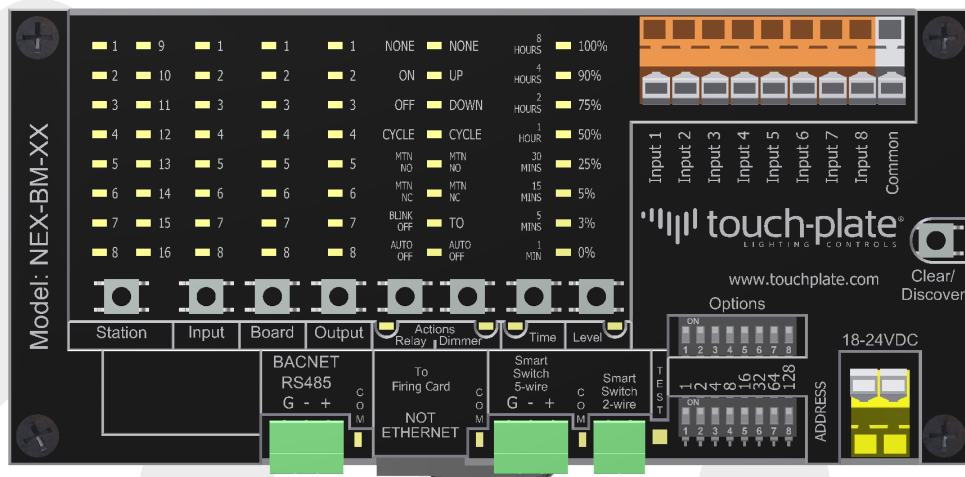 Model: NEX-BM-XX
1 9 1 1 1 NONE NONE 8 HOURS 100%
2 10 2 2 2 ON UP 4 HOURS 90%
3 11 3 3 3 OFF DOWN 2 HOURS 75%
4 12 4 4 4 CYCLE CYCLE 1 HOUR 50%
5 13 5 5 5 MTN NO MTN NO 30 MINS 25%
6 14 6 6 6 MTN NC MTN NC 15 MINS 5%
7 15 7 7 7 BLINK OFF TO 5 MINS 3%
8 16 8 8 8 AUTO OFF AUTO OFF 1 MIN 0%
Station
Input
Board
Output
Actions
Relay Dimmer
Time
Level
Input 1
Input 2
Input 3
Input 4
Input 5
Input 6
Input 7
Input 8
Common
touch-plate®
LIGHTING CONTROLS
www.touchplate.com
Clear/
Discover
Options
ON
1 2 3 4 5 6 7 8
1 2 4 8 16 32 64 128
ON
1 2 3 4 5 6 7 8
ADDRESS
18-24VDC
BACNET
RS485
G - +
COM
To
Firing Card
NOT
ETHERNET
COM
Smart
Switch
5-wire
G - +
COM
Smart
Switch
2-wire
TEST